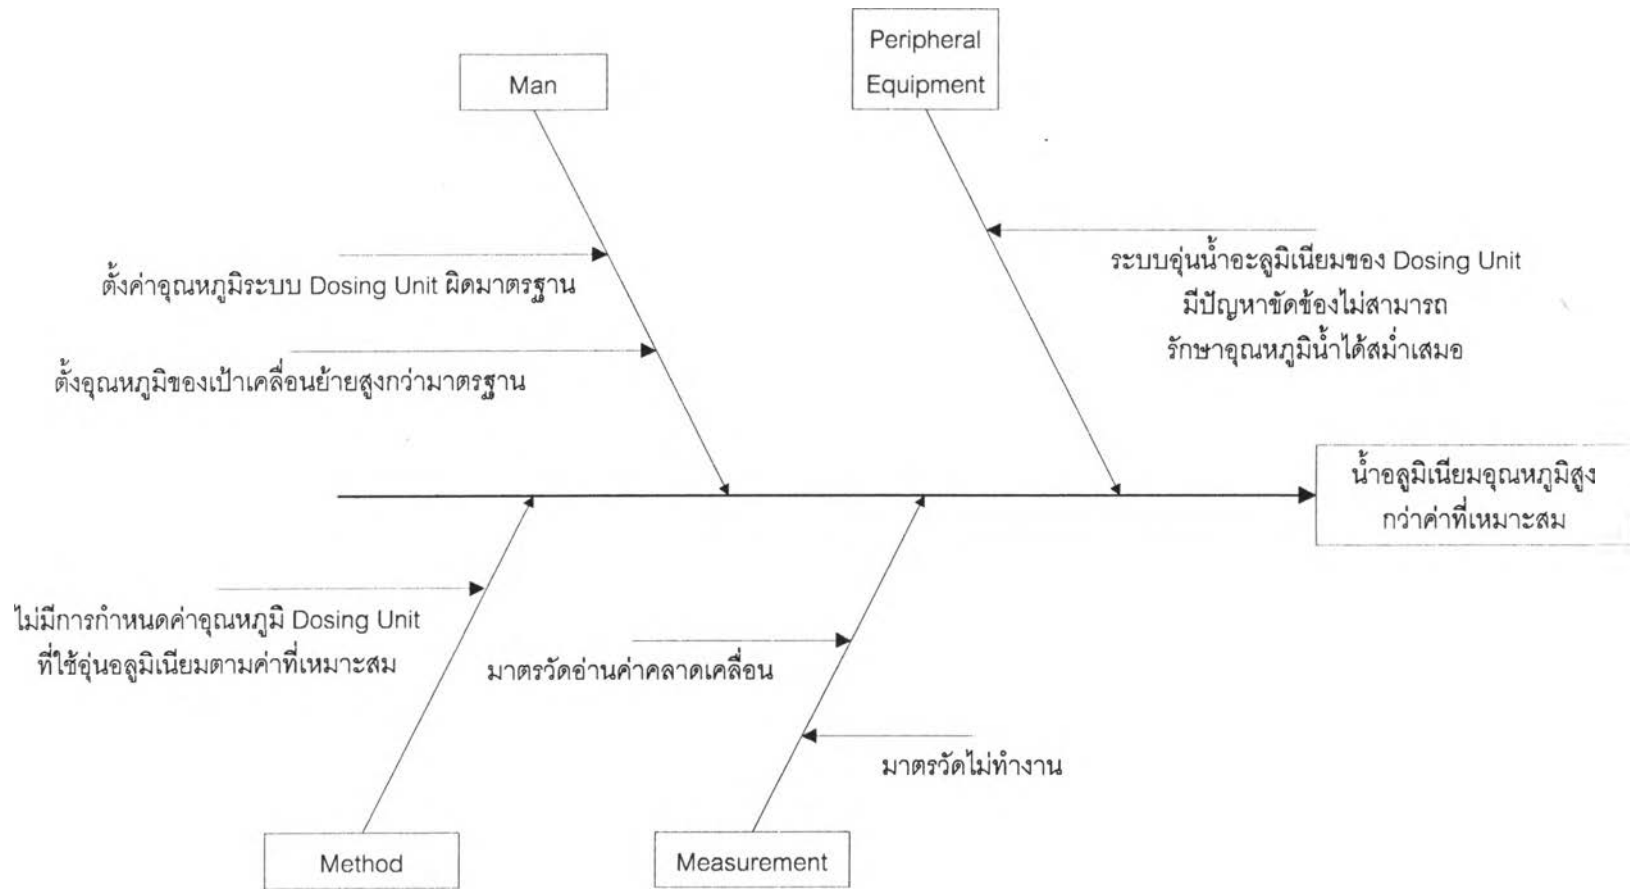 Peripheral
Equipment
Man
ตั้งค่าอุณหภูมิระบบ Dosing Unit ผิดมาตรฐาน
ตั้งอุณหภูมิของเป้าเคลื่อนย้ายสูงกว่ามาตรฐาน
ระบบอุ่นน้ำอะลูมิเนียมของ Dosing Unit
มีปัญหาขัดข้องไม่สามารถ
รักษาอุณหภูมิน้ำได้สม่ำเสมอ
น้ำอลูมิเนียมอุณหภูมิสูง
กว่าค่าที่เหมาะสม
ไม่มีการกำหนดค่าอุณหภูมิ Dosing Unit
ที่ใช้อุ่นอลูมิเนียมตามค่าที่เหมาะสม
มาตรวัดอ่านค่าคลาดเคลื่อน
มาตรวัดไม่ทำงาน
Method
Measurement